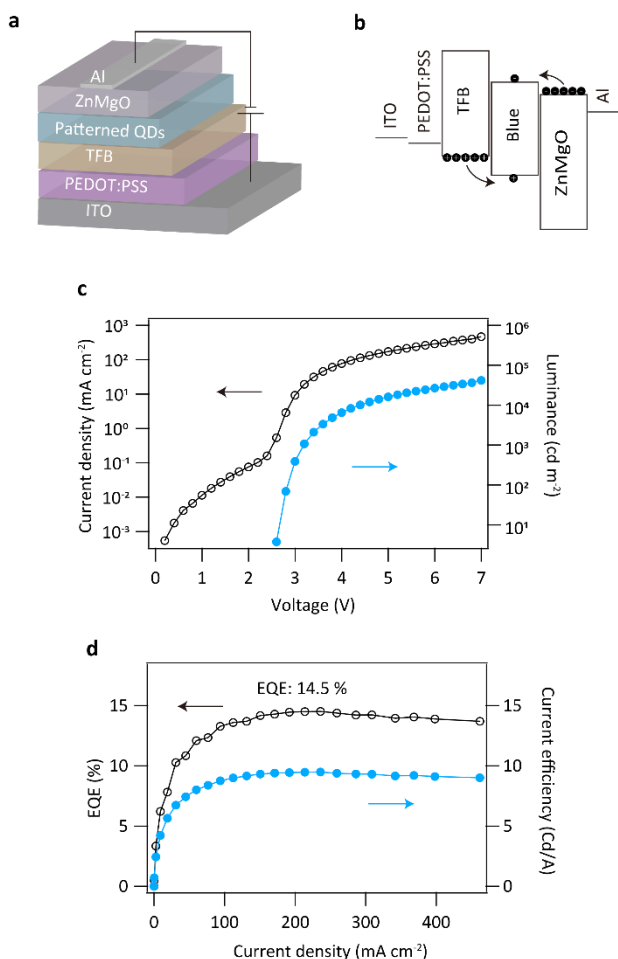 a
Al
ZnMgO
Patterned QDs
TFB
PEDOT:PSS
ITO
b
ITO
PEDOT:PSS
TFB
Blue
ZnMgO
Al
c
Current density (mA cm⁻²)
10³
10²
10¹
10⁰
10⁻¹
10⁻²
10⁻³
10⁶
10⁵
10⁴
10³
10²
10¹
Luminance (cd m⁻²)
0 1 2 3 4 5 6 7
Voltage (V)
d
EQE: 14.5 %
EQE (%)
15
10
5
0
15
10
5
0
Current efficiency (Cd/A)
0 100 200 300 400
Current density (mA cm⁻²)